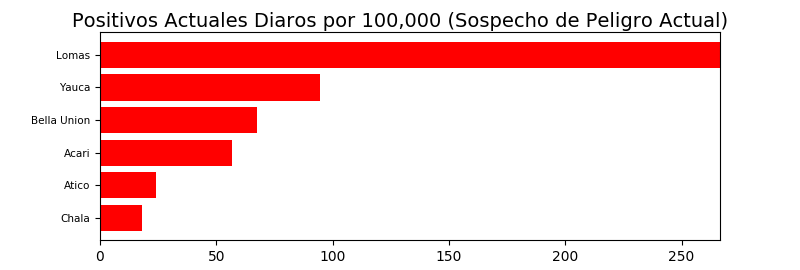 Positivos Actuales Diaros por 100,000 (Sospecho de Peligro Actual)
Lomas
Yauca
Bella Union
Acari
Atico
Chala
0 50 100 150 200 250